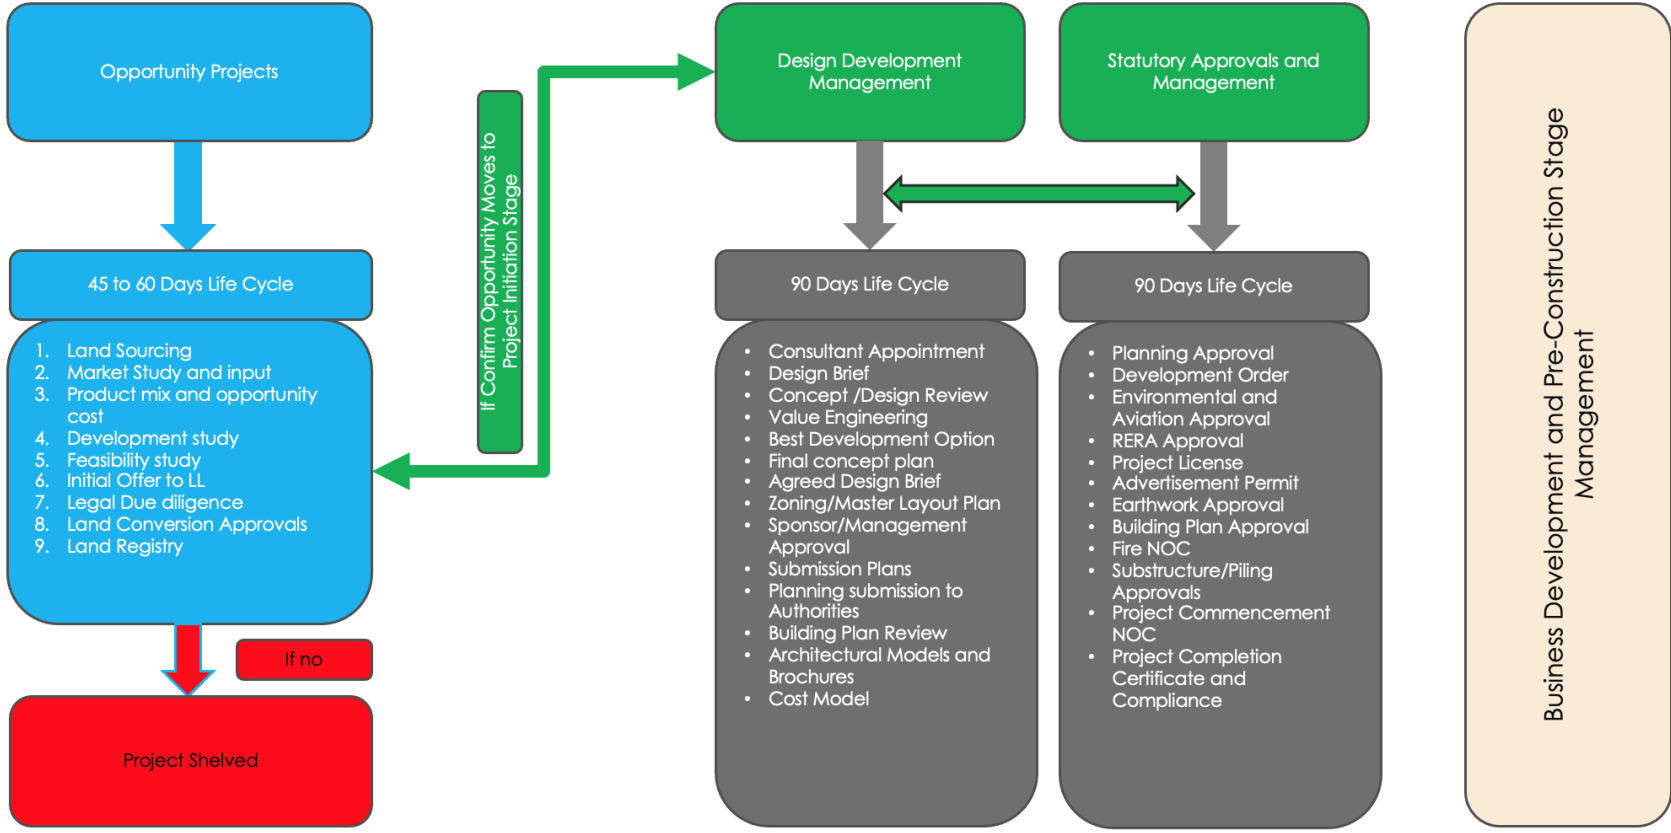 Opportunity Projects
45 to 60 Days Life Cycle
1. Land Sourcing
2. Market Study and input
3. Product mix and opportunity
cost
4. Development study
5. Feasibility study
6. Initial Offer to LL
7. Legal Due diligence
8. Land Conversion Approvals
9. Land Registry
If no
Project Shelved
If Confirm Opportunity Moves to
Project Initiation Stage
Design Development
Management
90 Days Life Cycle
• Consultant Appointment
• Design Brief
• Concept /Design Review
• Value Engineering
• Best Development Option
• Final concept plan
• Agreed Design Brief
• Zoning/Master Layout Plan
• Sponsor/Management
Approval
• Submission Plans
• Planning submission to
Authorities
• Building Plan Review
• Architectural Models and
Brochures
• Cost Model
Statutory Approvals and
Management
90 Days Life Cycle
• Planning Approval
• Development Order
• Environmental and
Aviation Approval
• RERA Approval
• Project License
• Advertisement Permit
• Earthwork Approval
• Building Plan Approval
• Fire NOC
• Substructure/Piling
Approvals
• Project Commencement
NOC
• Project Completion
Certificate and
Compliance
Business Development and Pre-Construction Stage
Management